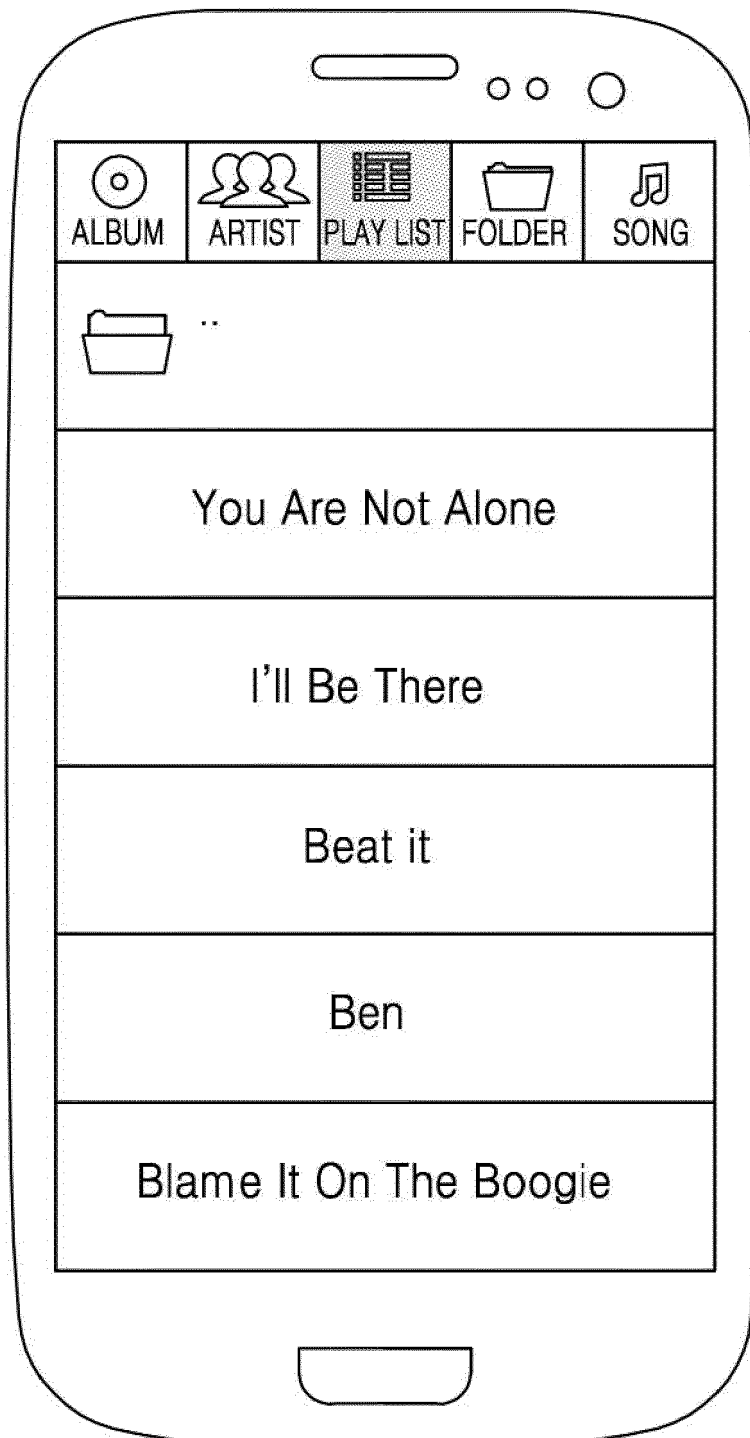 ALBUM ARTIST PLAY LIST FOLDER SONG
..
You Are Not Alone
I'll Be There
Beat it
Ben
Blame It On The Boogie